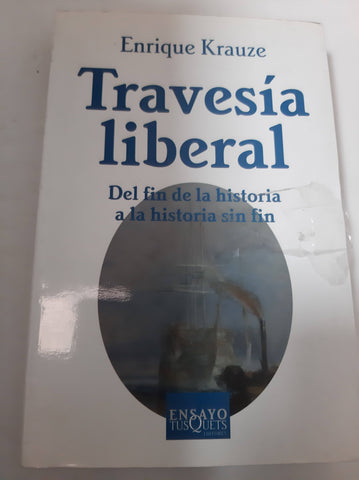 Enrique Krauze
Travesía
liberal
Del fin de la historia
a la historia sin fin
ENSAYO
TUSQUETS
EDITORES